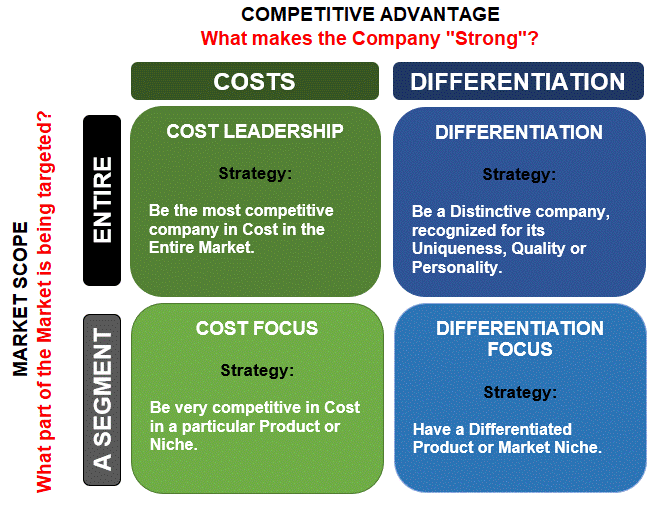 COMPETITIVE ADVANTAGE
What makes the Company "Strong"?
COSTS
DIFFERENTIATION
MARKET SCOPE
What part of the Market is being targeted?
ENTIRE
COST LEADERSHIP
Strategy:
Be the most competitive
company in Cost in the
Entire Market.
DIFFERENTIATION
Strategy:
Be a Distinctive company,
recognized for its
Uniqueness, Quality or
Personality.
A SEGMENT
COST FOCUS
Strategy:
Be very competitive in Cost
in a particular Product or
Niche.
DIFFERENTIATION
FOCUS
Strategy:
Have a Differentiated
Product or Market Niche.